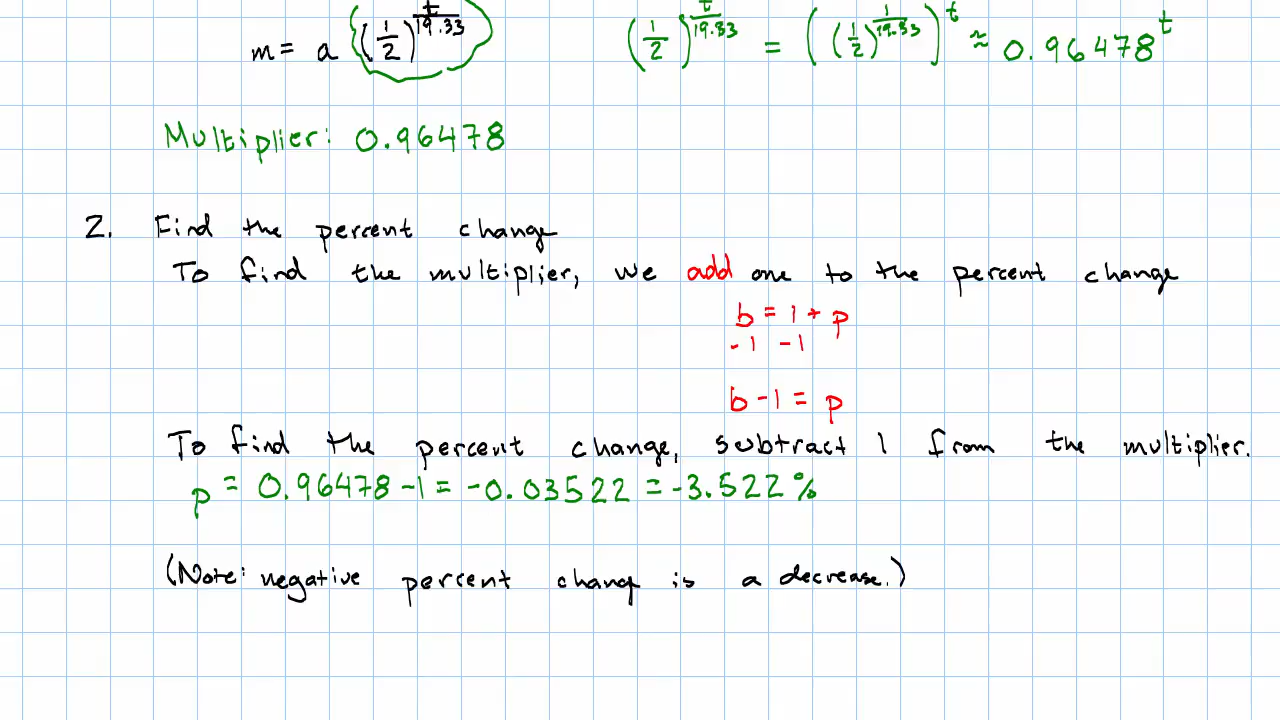 m = a (1/2)^(t/19.33)   (1/2)^(t/19.33) = ((1/2)^(1/19.33))^t ≈ 0.96478^t
Multiplier: 0.96478
2. Find the percent change
To find the multiplier, we add one to the percent change
b = 1 + p
-1 -1
b - 1 = p
To find the percent change, subtract 1 from the multiplier.
p = 0.96478 - 1 = -0.03522 = -3.522%
(Note: negative percent change is a decrease.)